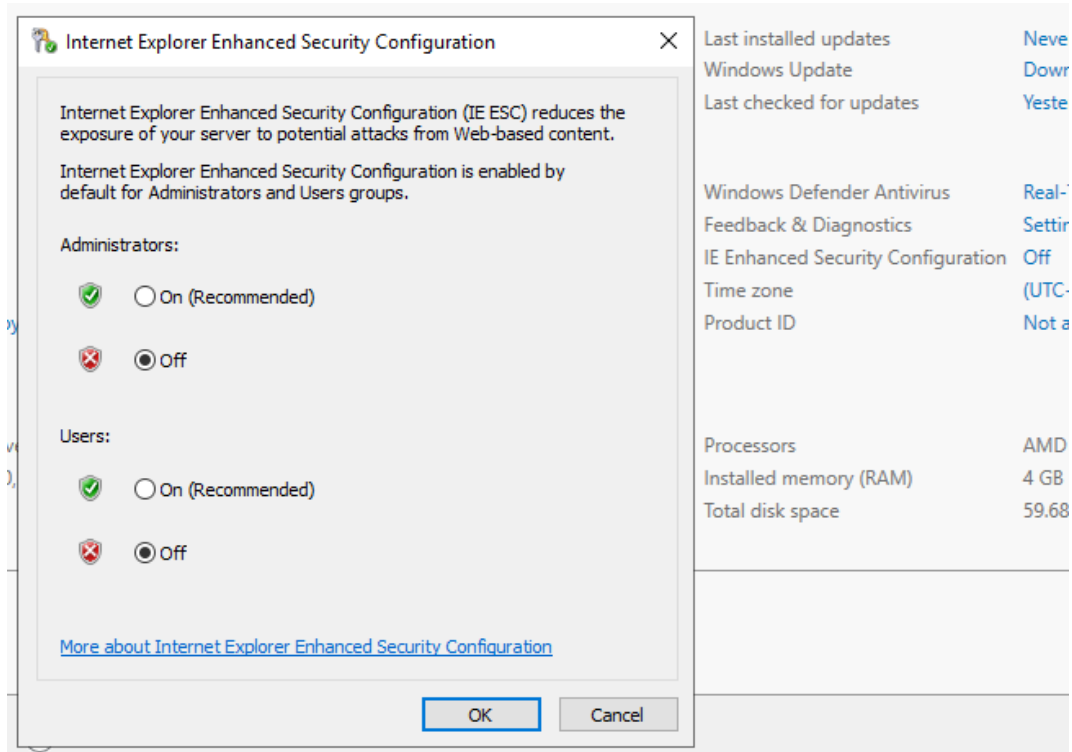 Internet Explorer Enhanced Security Configuration
Internet Explorer Enhanced Security Configuration (IE ESC) reduces the
exposure of your server to potential attacks from Web-based content.
Internet Explorer Enhanced Security Configuration is enabled by
default for Administrators and Users groups.
Administrators:
On (Recommended)
Off
Users:
On (Recommended)
Off
More about Internet Explorer Enhanced Security Configuration
OK Cancel
Last installed updates
Windows Update
Last checked for updates
Windows Defender Antivirus
Feedback & Diagnostics
IE Enhanced Security Configuration Off
Time zone (UTC-
Product ID Not
Processors AMD
Installed memory (RAM) 4 GB
Total disk space 59.68